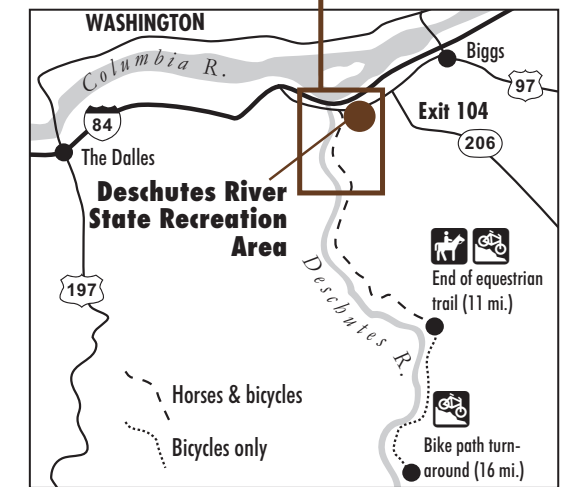 WASHINGTON
Columbia R.
Biggs
97
84
Exit 104
206
The Dalles
Deschutes River
State Recreation
Area
197
Deschutes R.
End of equestrian
trail (11 mi.)
Horses & bicycles
Bicycles only
Bike path turn-
around (16 mi.)